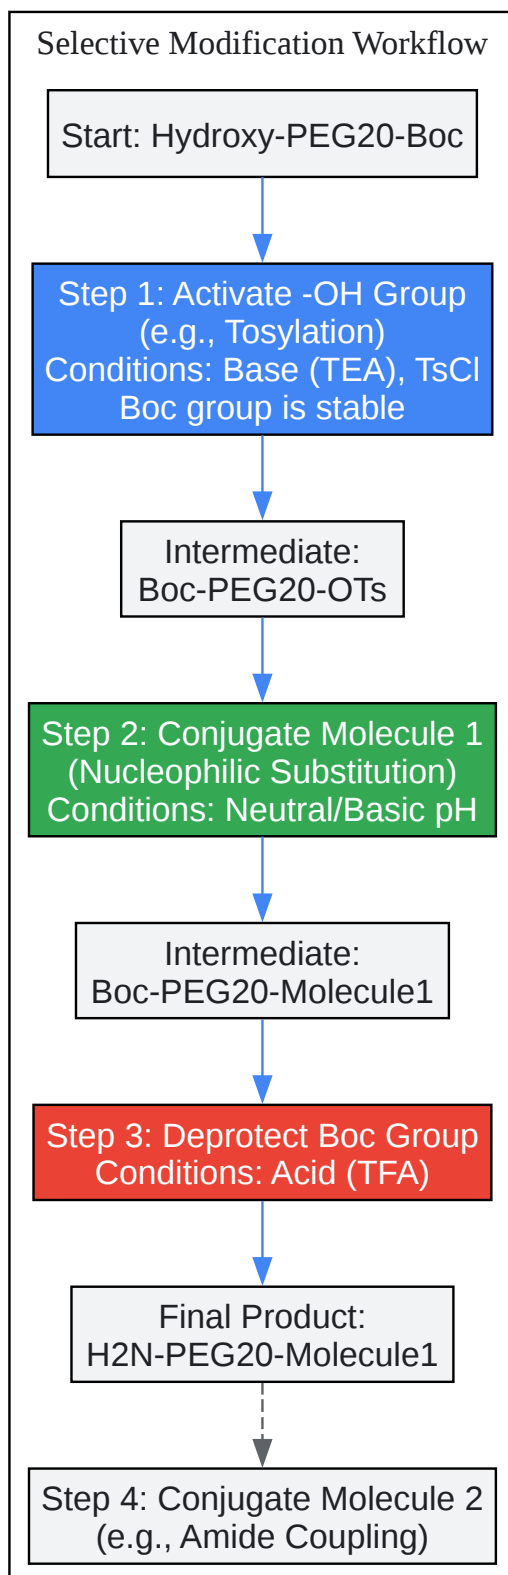 Selective Modification Workflow
Start: Hydroxy-PEG20-Boc
Step 1: Activate -OH Group
(e.g., Tosylation)
Conditions: Base (TEA), TsCl
Boc group is stable
Intermediate:
Boc-PEG20-OTs
Step 2: Conjugate Molecule 1
(Nucleophilic Substitution)
Conditions: Neutral/Basic pH
Intermediate:
Boc-PEG20-Molecule1
Step 3: Deprotect Boc Group
Conditions: Acid (TFA)
Final Product:
H2N-PEG20-Molecule1
Step 4: Conjugate Molecule 2
(e.g., Amide Coupling)